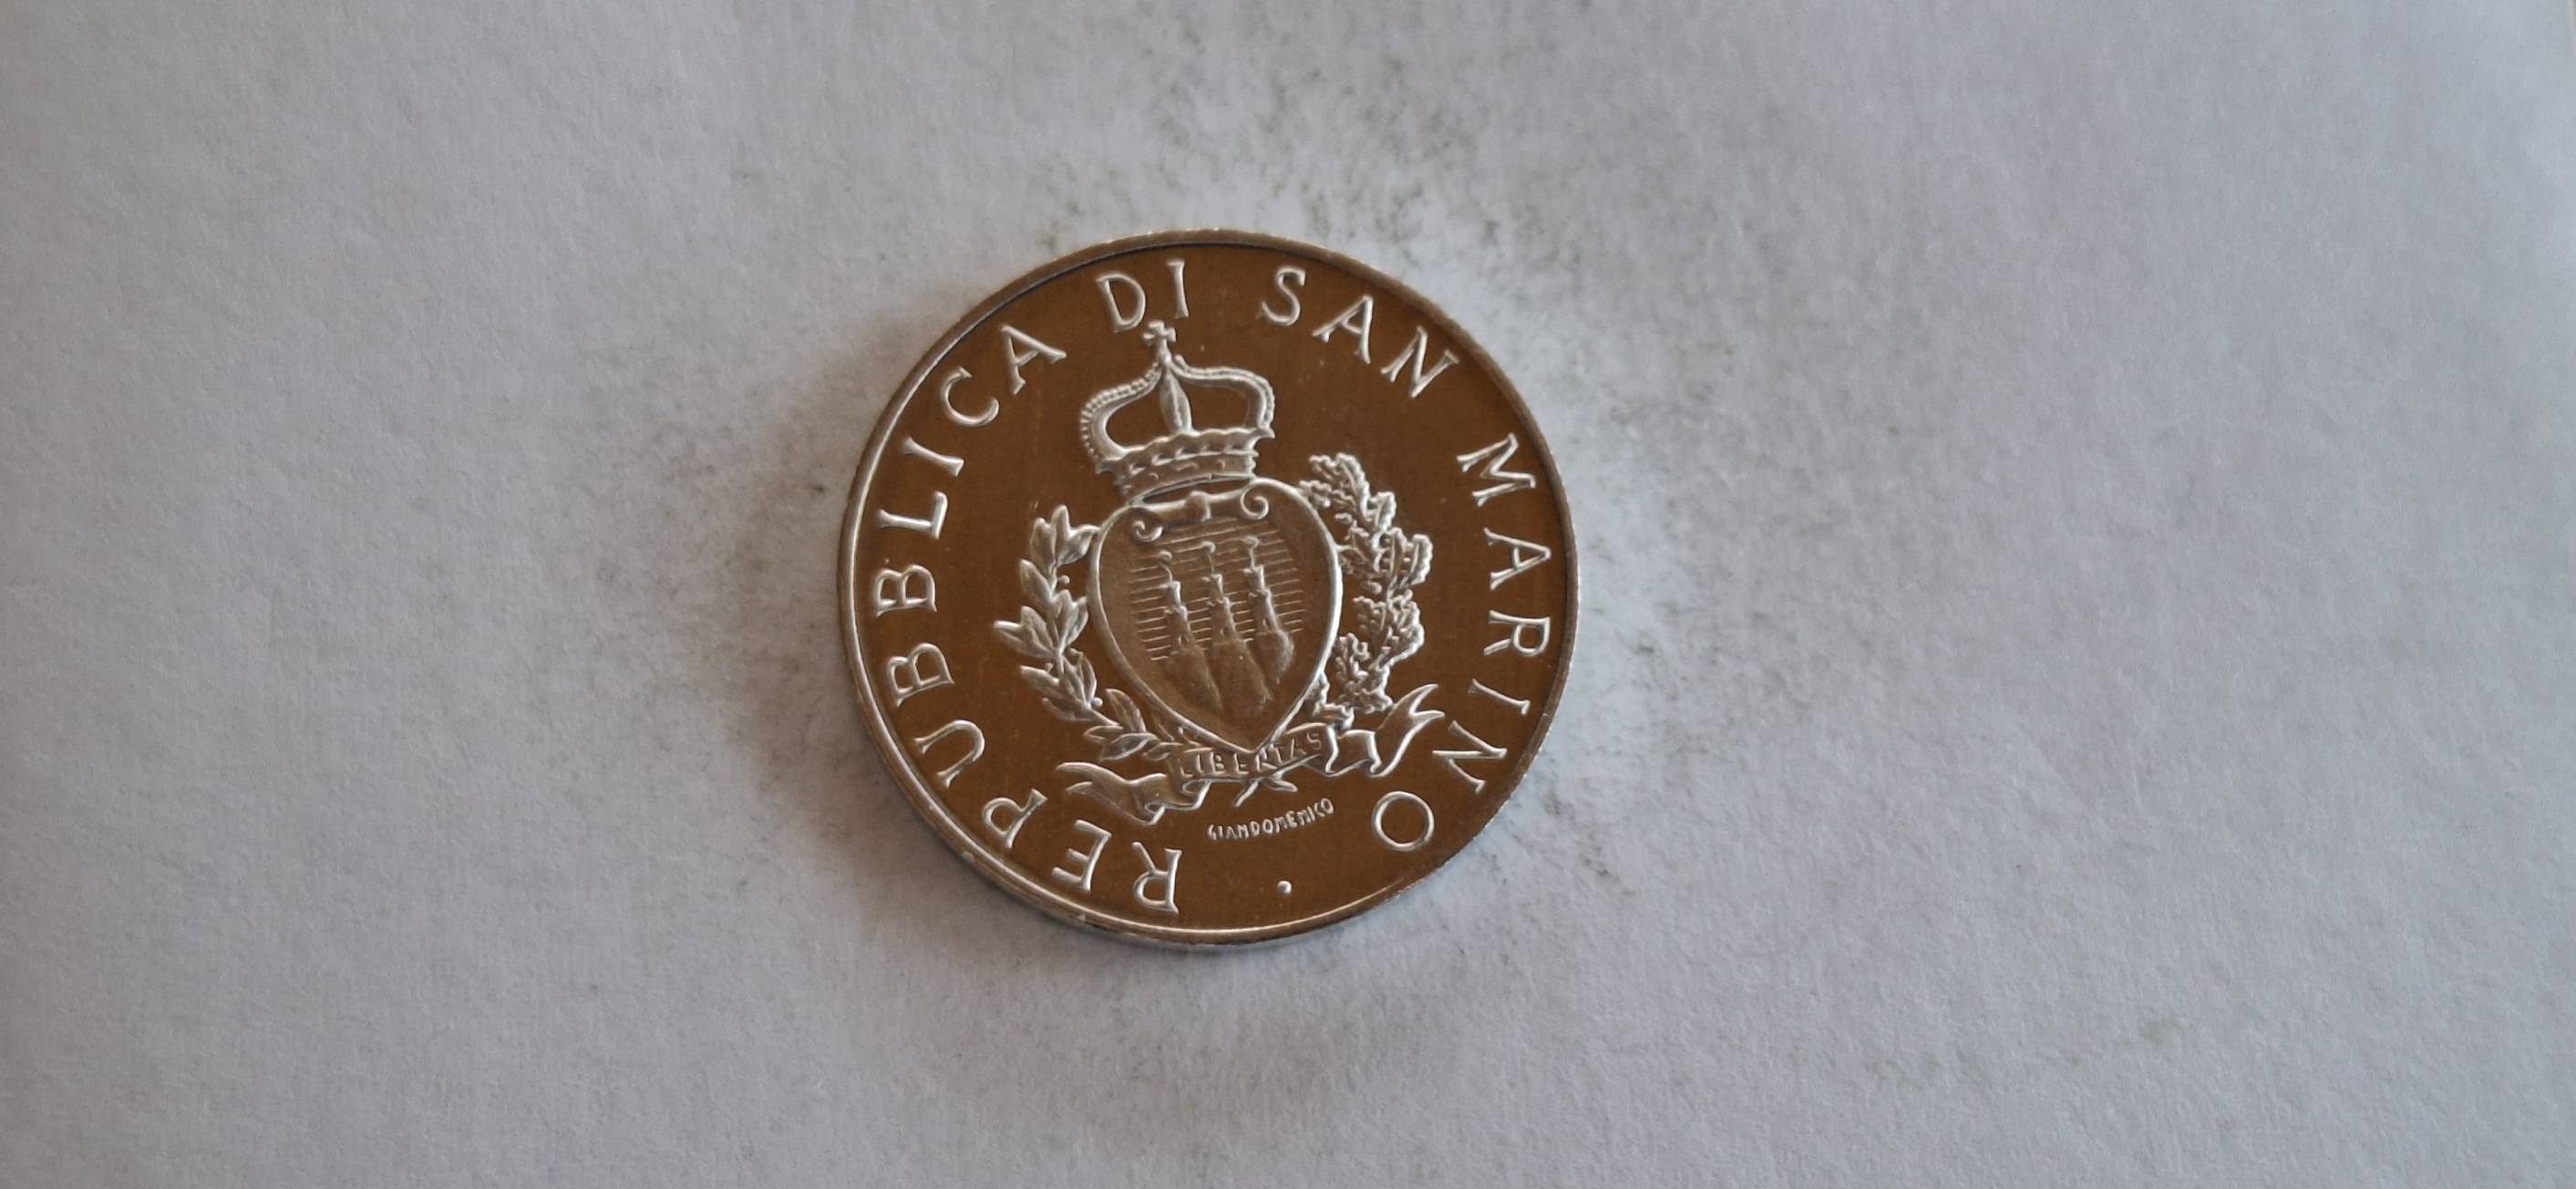 REPUBBLICA DI SAN MARINO
LIBERTAS
GIANDOMENICO